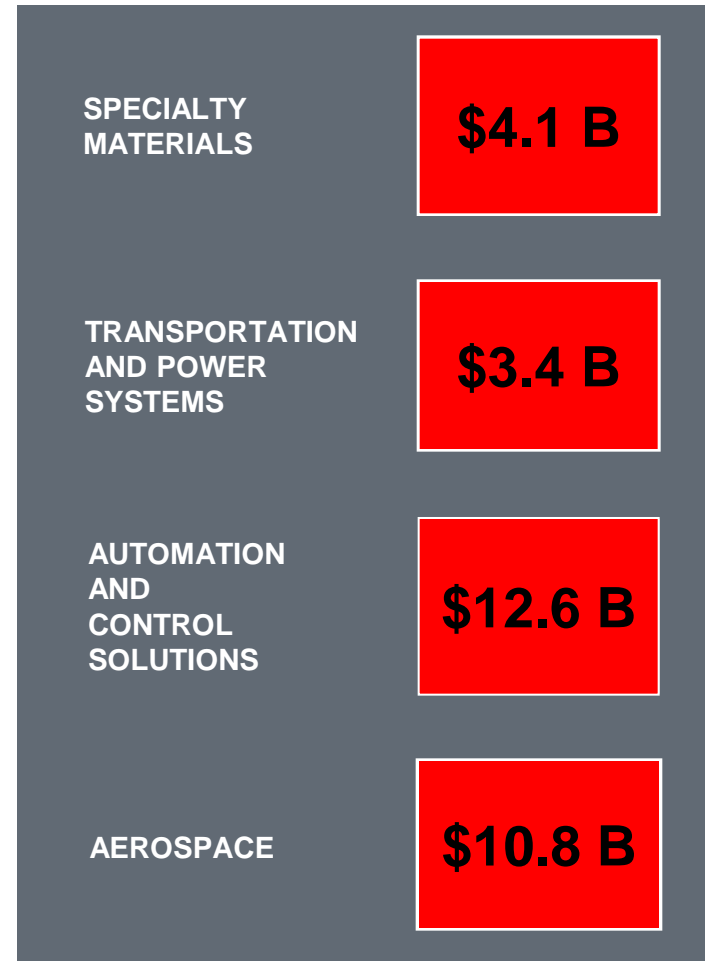 SPECIALTY
MATERIALS
$4.1 B
TRANSPORTATION
AND POWER
SYSTEMS
$3.4 B
AUTOMATION
AND
CONTROL
SOLUTIONS
$12.6 B
AEROSPACE
$10.8 B